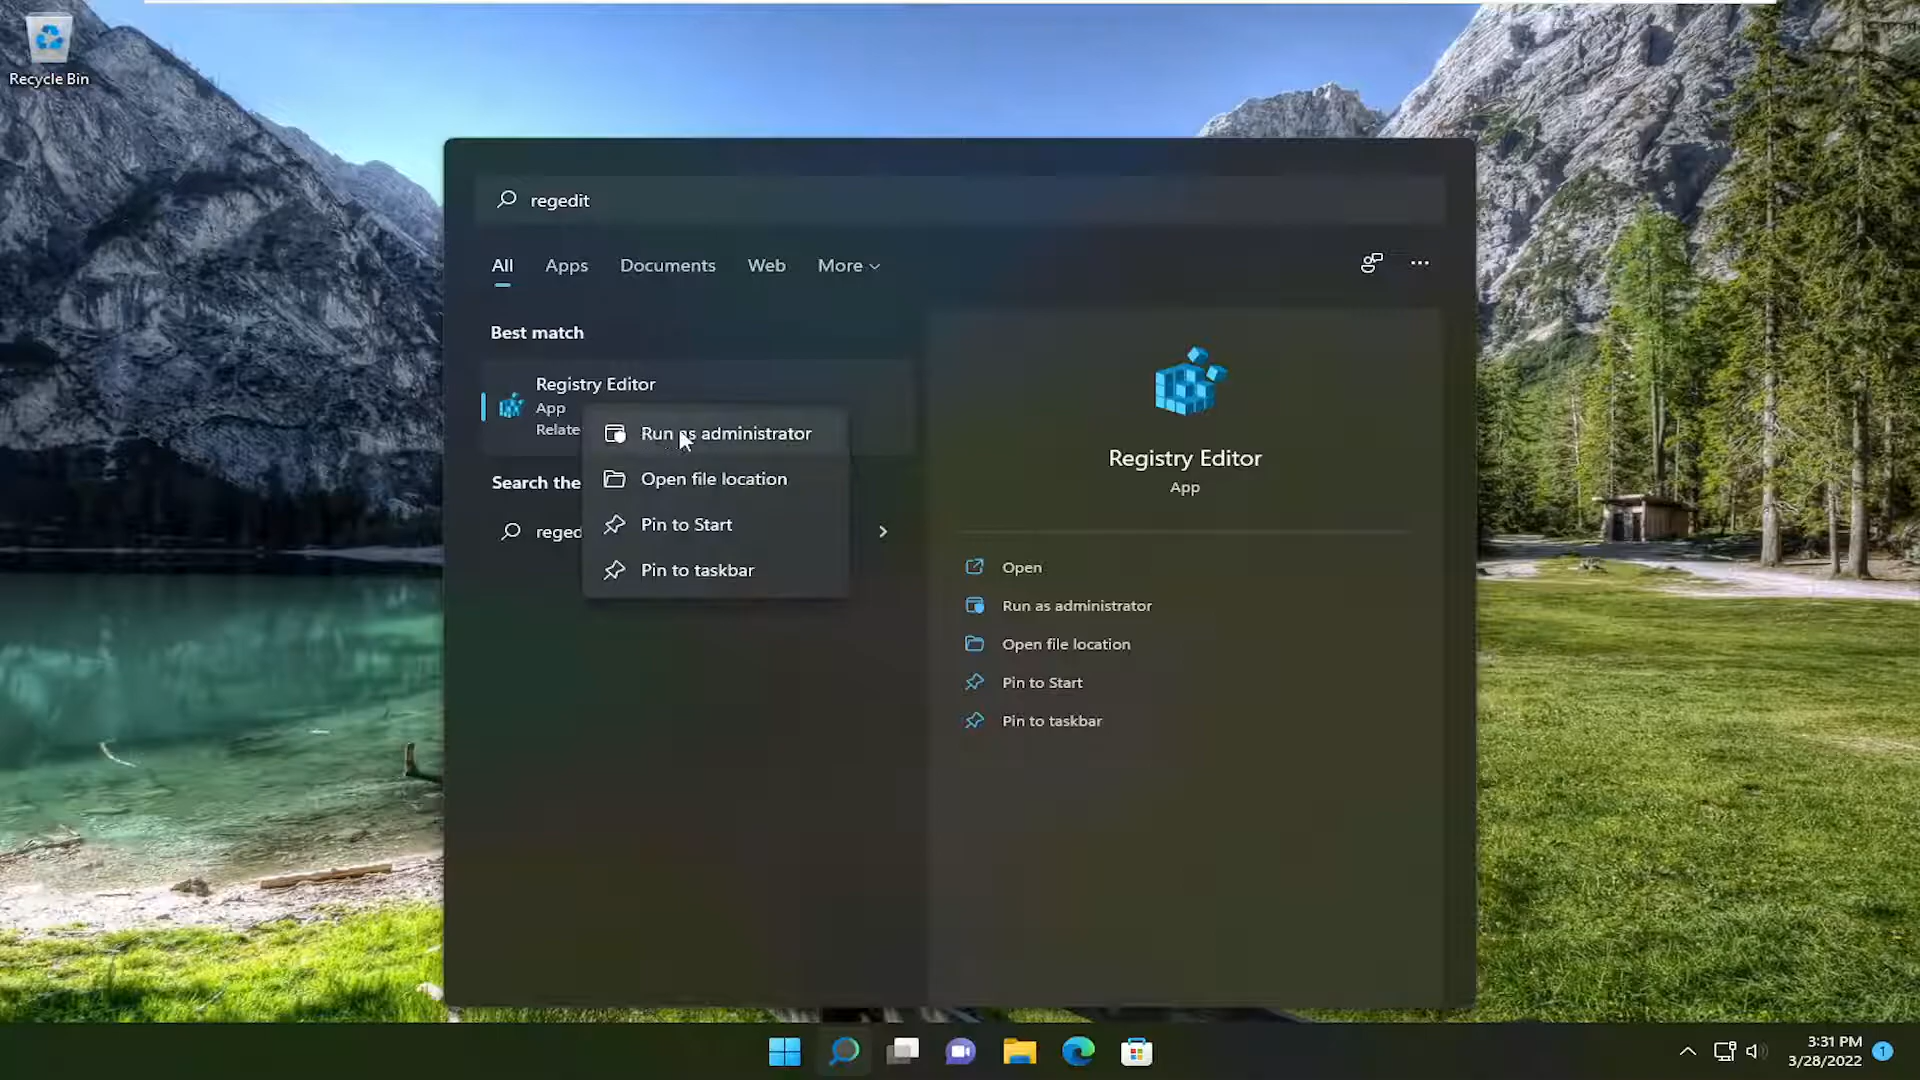 Recycle Bin
regedit
All
Apps
Documents
Web
More
Best match
Registry Editor
App
Relate
Run as administrator
Open file location
Search the
reged
Pin to Start
Pin to taskbar
Registry Editor
App
Open
Run as administrator
Open file location
Pin to Start
Pin to taskbar
3:31 PM
3/28/2022
1